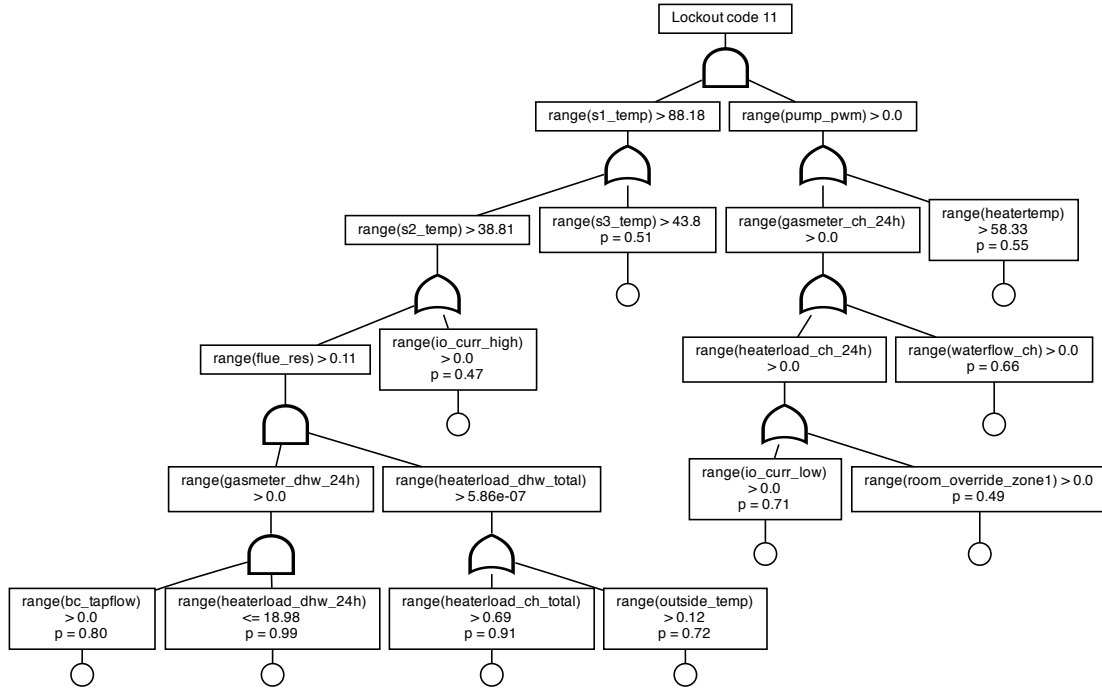 Lockout code 11
range(s1_temp) > 88.18
range(pump_pwm) > 0.0
range(s2_temp) > 38.81
range(s3_temp) > 43.8
p = 0.51
range(gasmeter_ch_24h)
> 0.0
range(heatertemp)
> 58.33
p = 0.55
range(flue_res) > 0.11
range(io_curr_high)
> 0.0
p = 0.47
range(heaterload_ch_24h)
> 0.0
range(waterflow_ch) > 0.0
p = 0.66
range(gasmeter_dhw_24h)
> 0.0
range(heaterload_dhw_total)
> 5.86e-07
range(io_curr_low)
> 0.0
p = 0.71
range(room_override_zone1) > 0.0
p = 0.49
range(bc_tapflow)
> 0.0
p = 0.80
range(heaterload_dhw_24h)
<= 18.98
p = 0.99
range(heaterload_ch_total)
> 0.69
p = 0.91
range(outside_temp)
> 0.12
p = 0.72